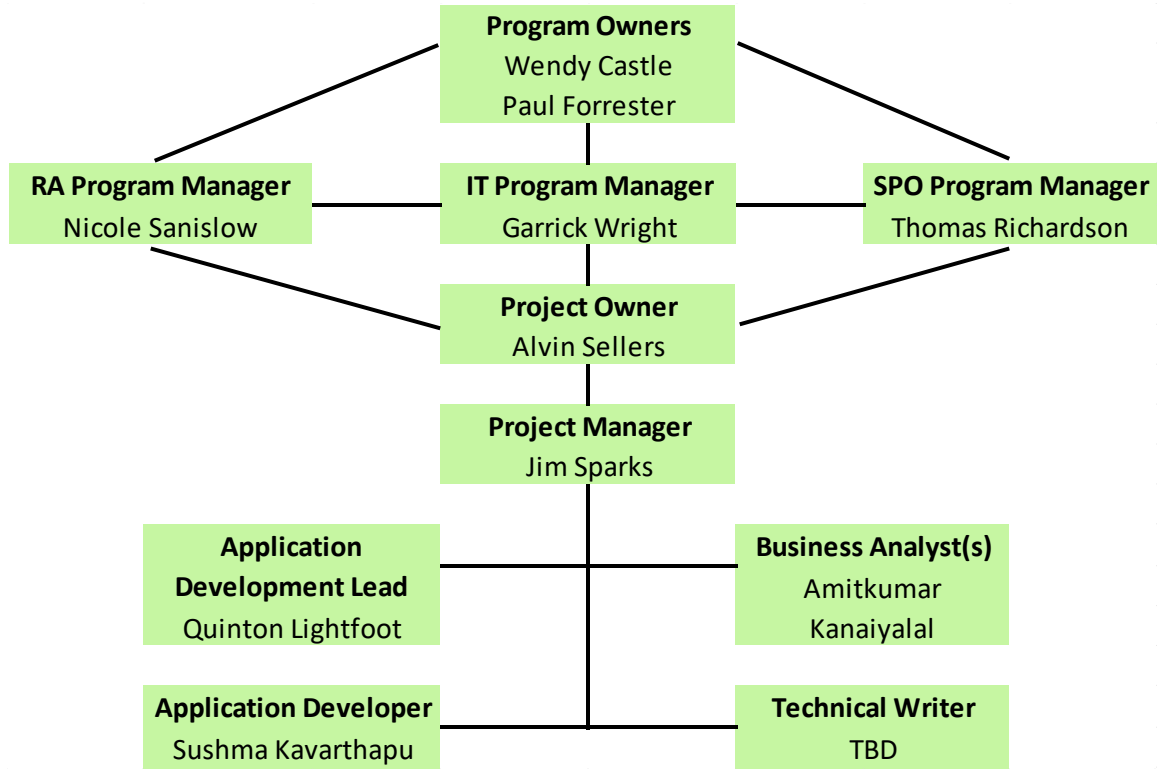 Program Owners
Wendy Castle
Paul Forrester
RA Program Manager
Nicole Sanislow
IT Program Manager
Garrick Wright
SPO Program Manager
Thomas Richardson
Project Owner
Alvin Sellers
Project Manager
Jim Sparks
Application
Development Lead
Quinton Lightfoot
Business Analyst(s)
Amitkumar
Kanaiyalal
Application Developer
Sushma Kavarthapu
Technical Writer
TBD